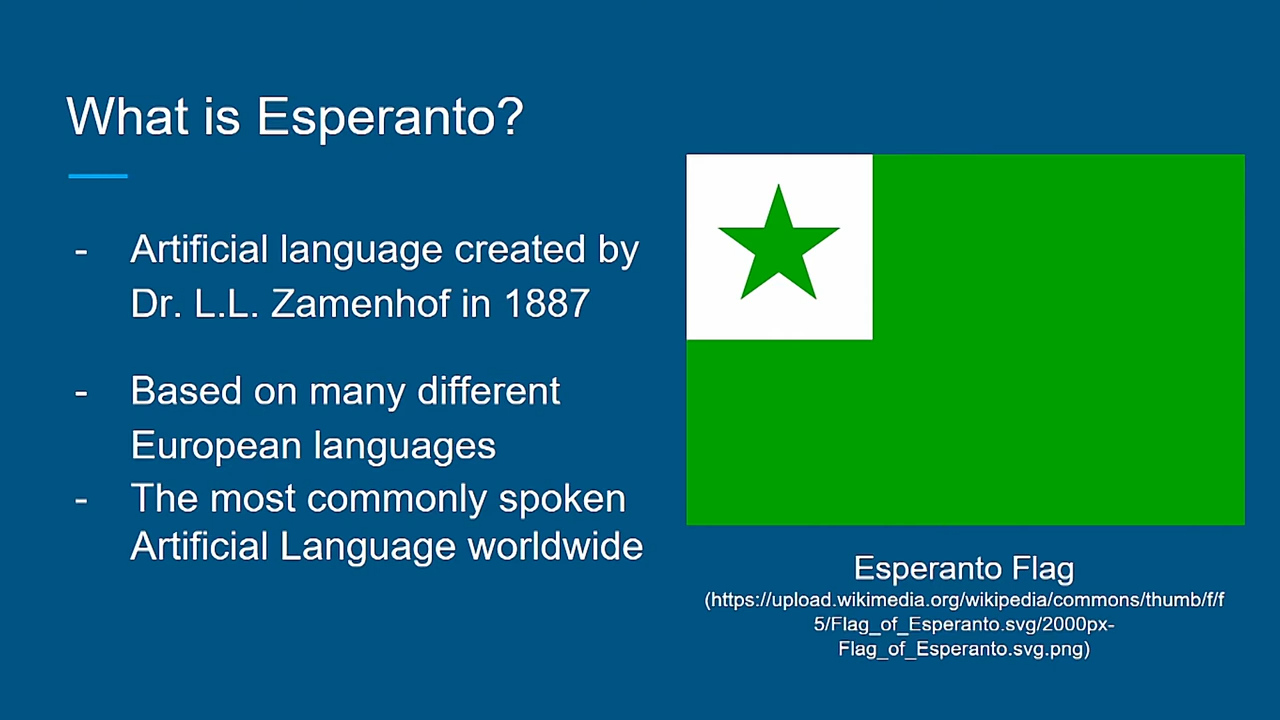 What is Esperanto?
- Artificial language created by
Dr. L.L. Zamenhof in 1887
- Based on many different
European languages
- The most commonly spoken
Artificial Language worldwide
Esperanto Flag
(https://upload.wikimedia.org/wikipedia/commons/thumb/f/f
5/Flag_of_Esperanto.svg/2000px-
Flag_of_Esperanto.svg.png)